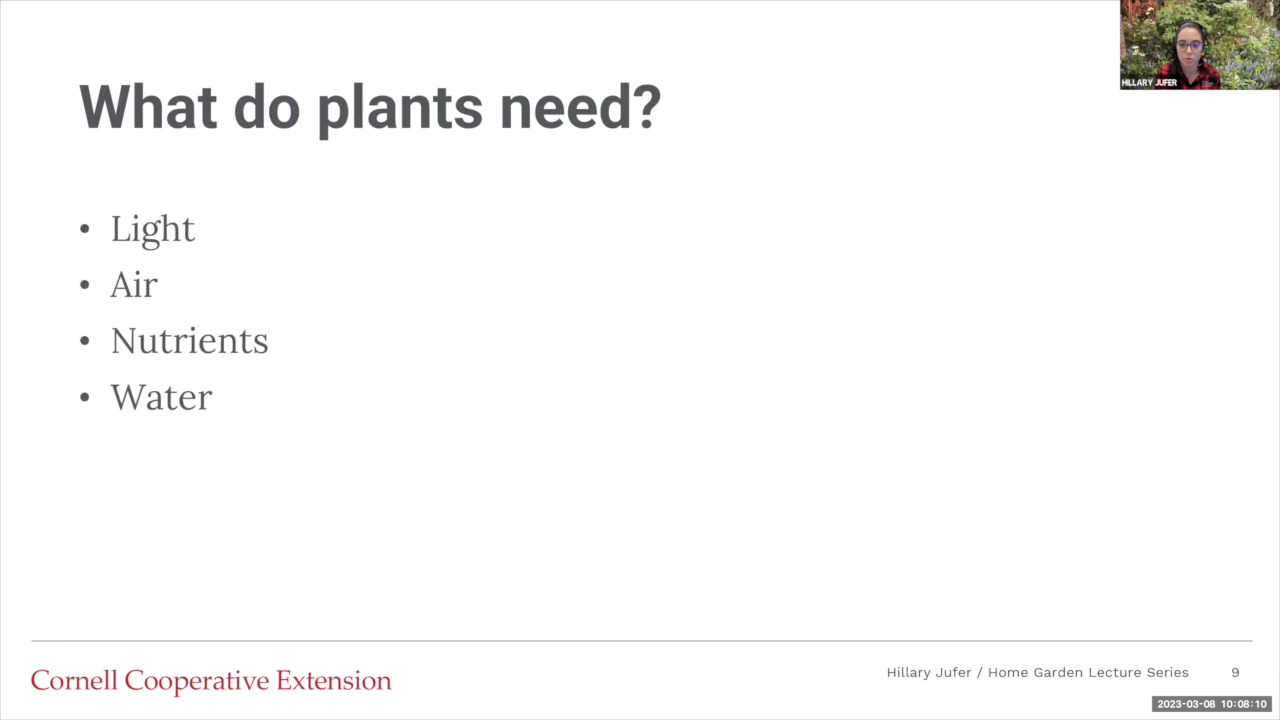 HILLARY JUFER
What do plants need?
• Light
• Air
• Nutrients
• Water
Cornell Cooperative Extension
Hillary Jufer / Home Garden Lecture Series 9
2023-03-08 10:08:10